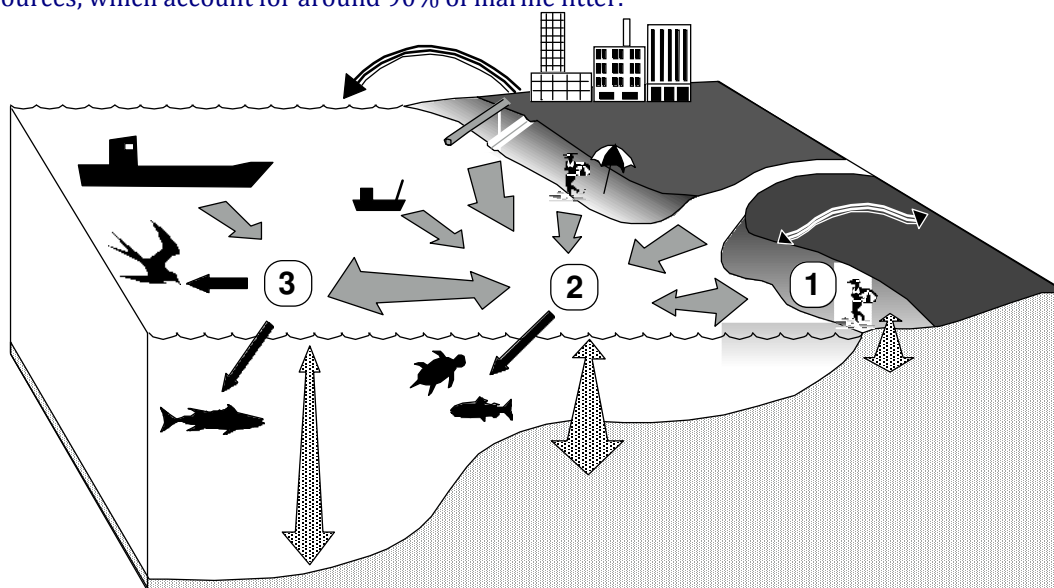 ources, which account for around 90% of marine litter.
3 2 1